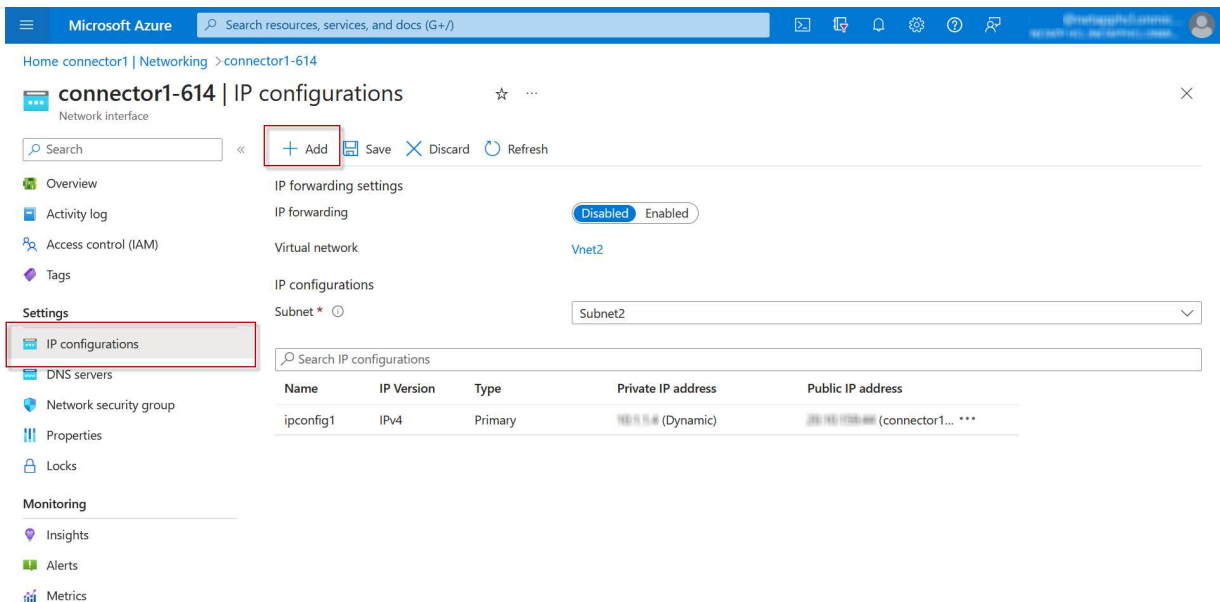 Microsoft Azure
Search resources, services, and docs (G+/)
Home connector1 | Networking >connector1-614
connector1-614 | IP configurations
Network interface
Search
Add Save Discard Refresh
Overview
Activity log
Access control (IAM)
Tags
Settings
IP configurations
DNS servers
Network security group
Properties
Locks
Monitoring
Insights
Alerts
Metrics
IP forwarding settings
IP forwarding Disabled Enabled
Virtual network Vnet2
IP configurations
Subnet * Subnet2
Search IP configurations
Name IP Version Type Private IP address Public IP address
ipconfig1 IPv4 Primary (Dynamic) (connector1...